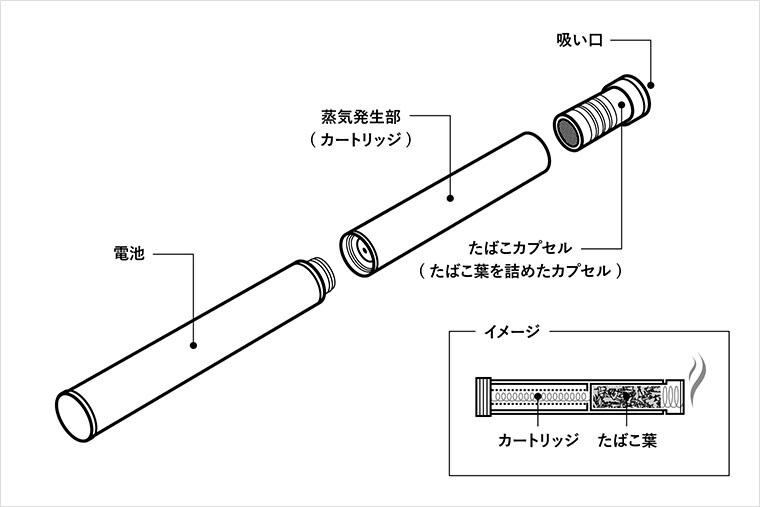 吸い口
蒸気発生部
( カートリッジ )
たばこカプセル
( たばこ葉を詰めたカプセル )
電池
イメージ
カートリッジ
たばこ葉